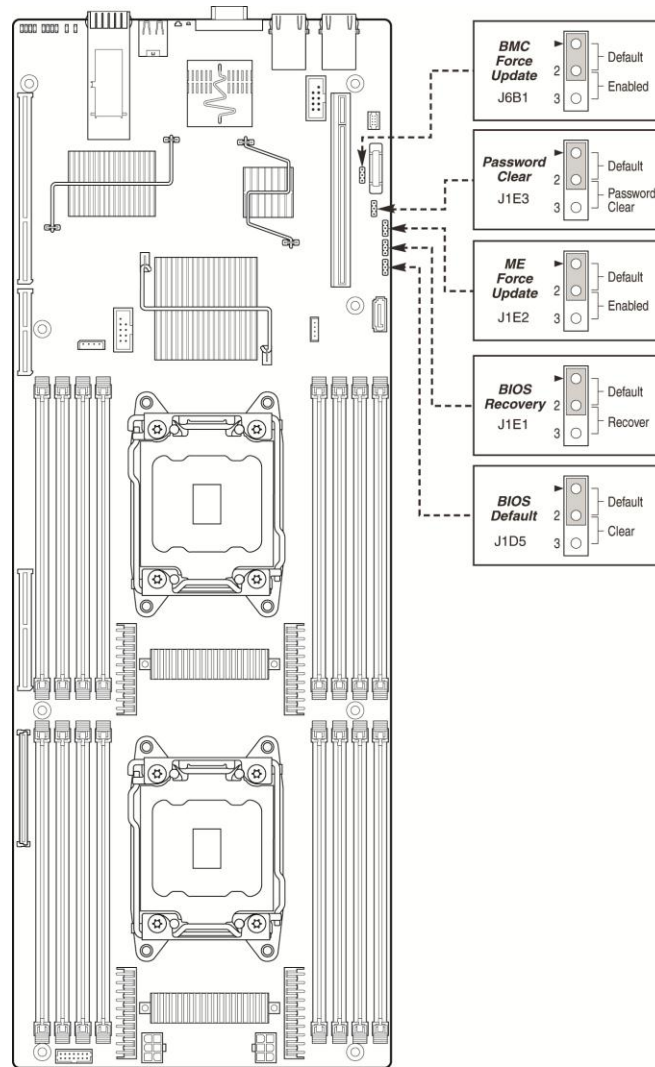 BMC
Force
Update
J6B1
2
3
Default
Enabled
Password
Clear
J1E3
2
3
Default
Password
Clear
ME
Force
Update
J1E2
2
3
Default
Enabled
BIOS
Recovery
J1E1
2
3
Default
Recover
BIOS
Default
J1D5
2
3
Default
Clear